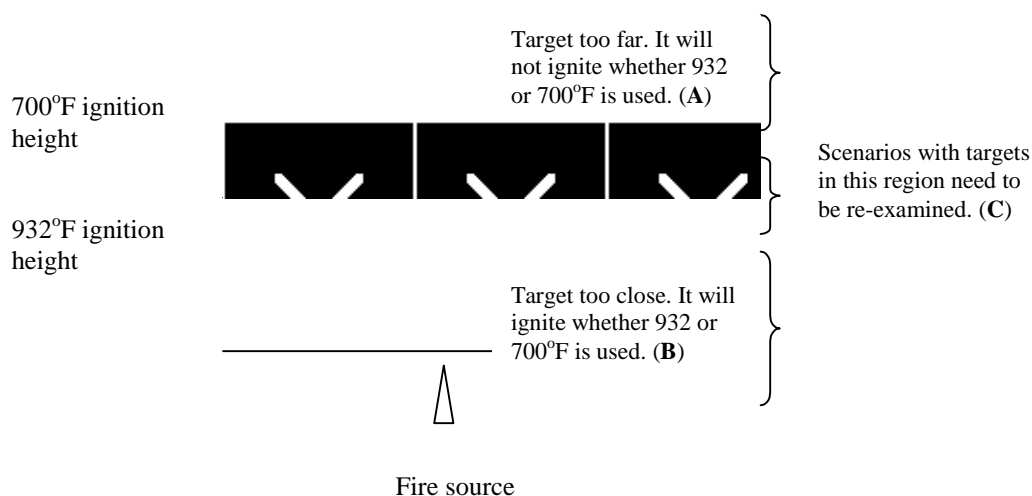 Target too far. It will
not ignite whether 932
or 700°F is used. (A)
700°F ignition
height
Scenarios with targets
in this region need to
be re-examined. (C)
932°F ignition
height
Target too close. It will
ignite whether 932 or
700°F is used. (B)
Fire source